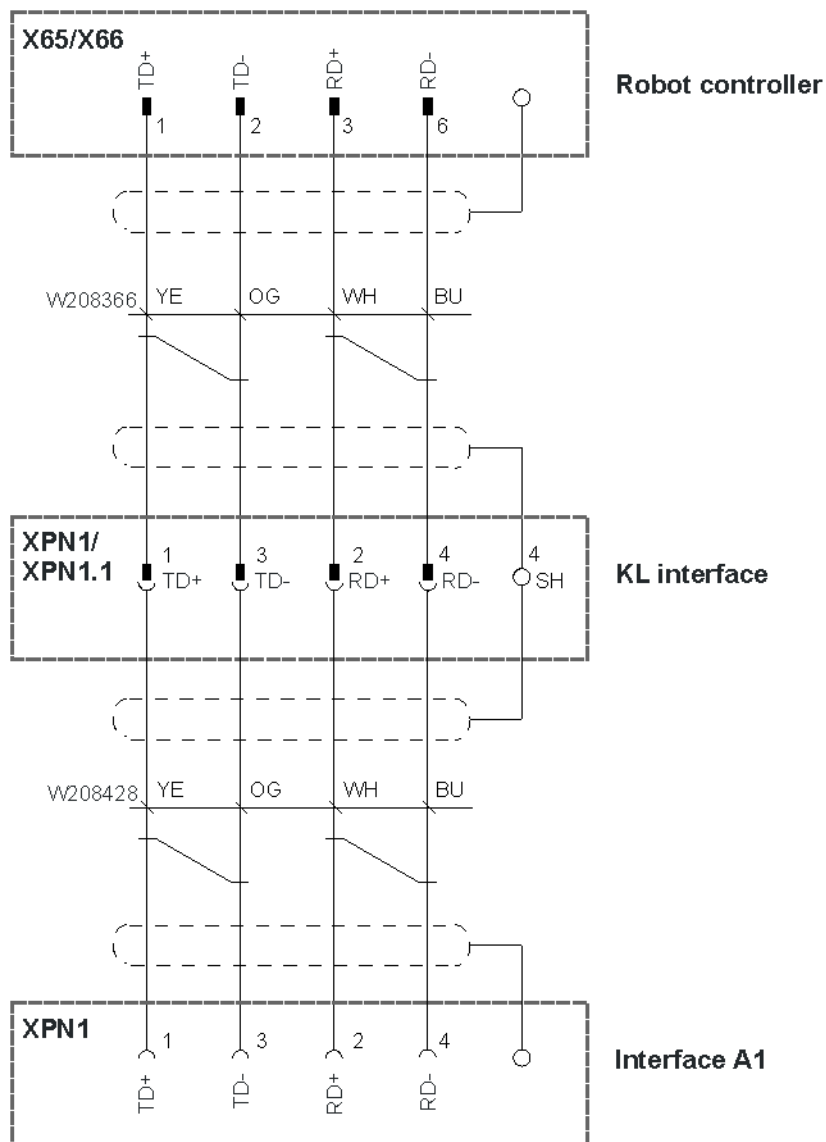 X65/X66
TD+
TD-
RD+
RD-
1
2
3
6
Robot controller
W208366
YE
OG
WH
BU
XPN1/
XPN1.1
1
TD+
3
TD-
2
RD+
4
RD-
4
SH
KL interface
W208428
YE
OG
WH
BU
XPN1
1
3
2
4
TD+
TD-
RD+
RD-
Interface A1